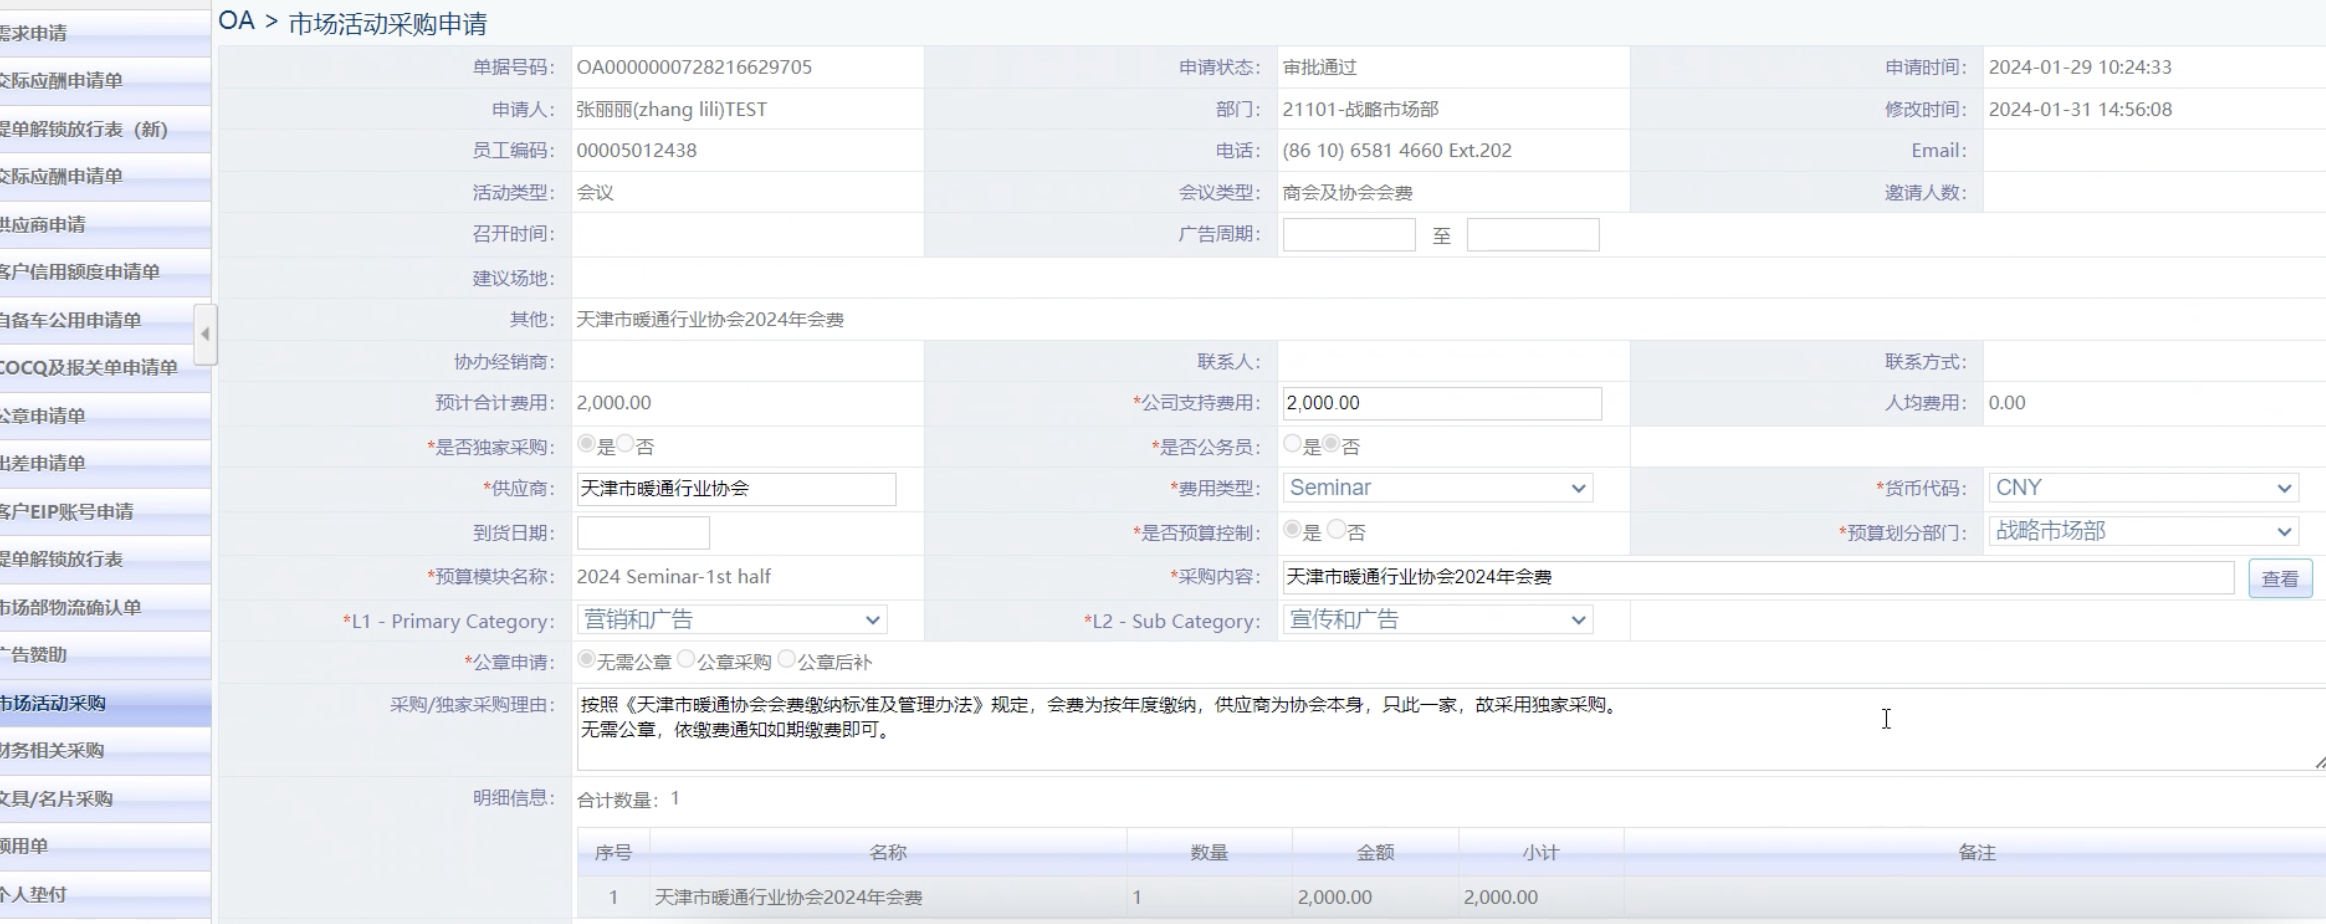 OA > 市场活动采购申请
需求申请
交际应酬申请单
提单解锁放行表（新）
交际应酬申请单
供应商申请
客户信用额度申请单
自备车公用申请单
COCQ及报关单申请单
公章申请单
出差申请单
客户EIP账号申请
提单解锁放行表
市场部物流确认单
广告赞助
市场活动采购
财务相关采购
文具/名片采购
领用单
个人垫付
单据号码： OA0000000728216629705 申请状态： 审批通过 申请时间： 2024-01-29 10:24:33
申请人： 张丽丽(zhang lili)TEST 部门： 21101-战略市场部 修改时间： 2024-01-31 14:56:08
员工编码： 00005012438 电话： (86 10) 6581 4660 Ext.202 Email：
活动类型： 会议 会议类型： 商会及协会会费 邀请人数：
召开时间： 广告周期： 至
建议场地：
其他： 天津市暖通行业协会2024年会费
协办经销商： 联系人： 联系方式：
预计合计费用： 2,000.00 *公司支持费用： 2,000.00 人均费用： 0.00
*是否独家采购： 是 否 *是否公务员： 是 否
*供应商： 天津市暖通行业协会 *费用类型： Seminar *货币代码： CNY
到货日期： *是否预算控制： 是 否 *预算划分部门： 战略市场部
*预算模块名称： 2024 Seminar-1st half *采购内容： 天津市暖通行业协会2024年会费 查看
*L1 - Primary Category： 营销和广告 *L2 - Sub Category： 宣传和广告
*公章申请： 无需公章 公章采购 公章后补
采购/独家采购理由： 按照《天津市暖通协会会费缴纳标准及管理办法》规定，会费为按年度缴纳，供应商为协会本身，只此一家，故采用独家采购。
无需公章，依缴费通知如期缴费即可。
明细信息： 合计数量： 1
序号 名称 数量 金额 小计 备注
1 天津市暖通行业协会2024年会费 1 2,000.00 2,000.00